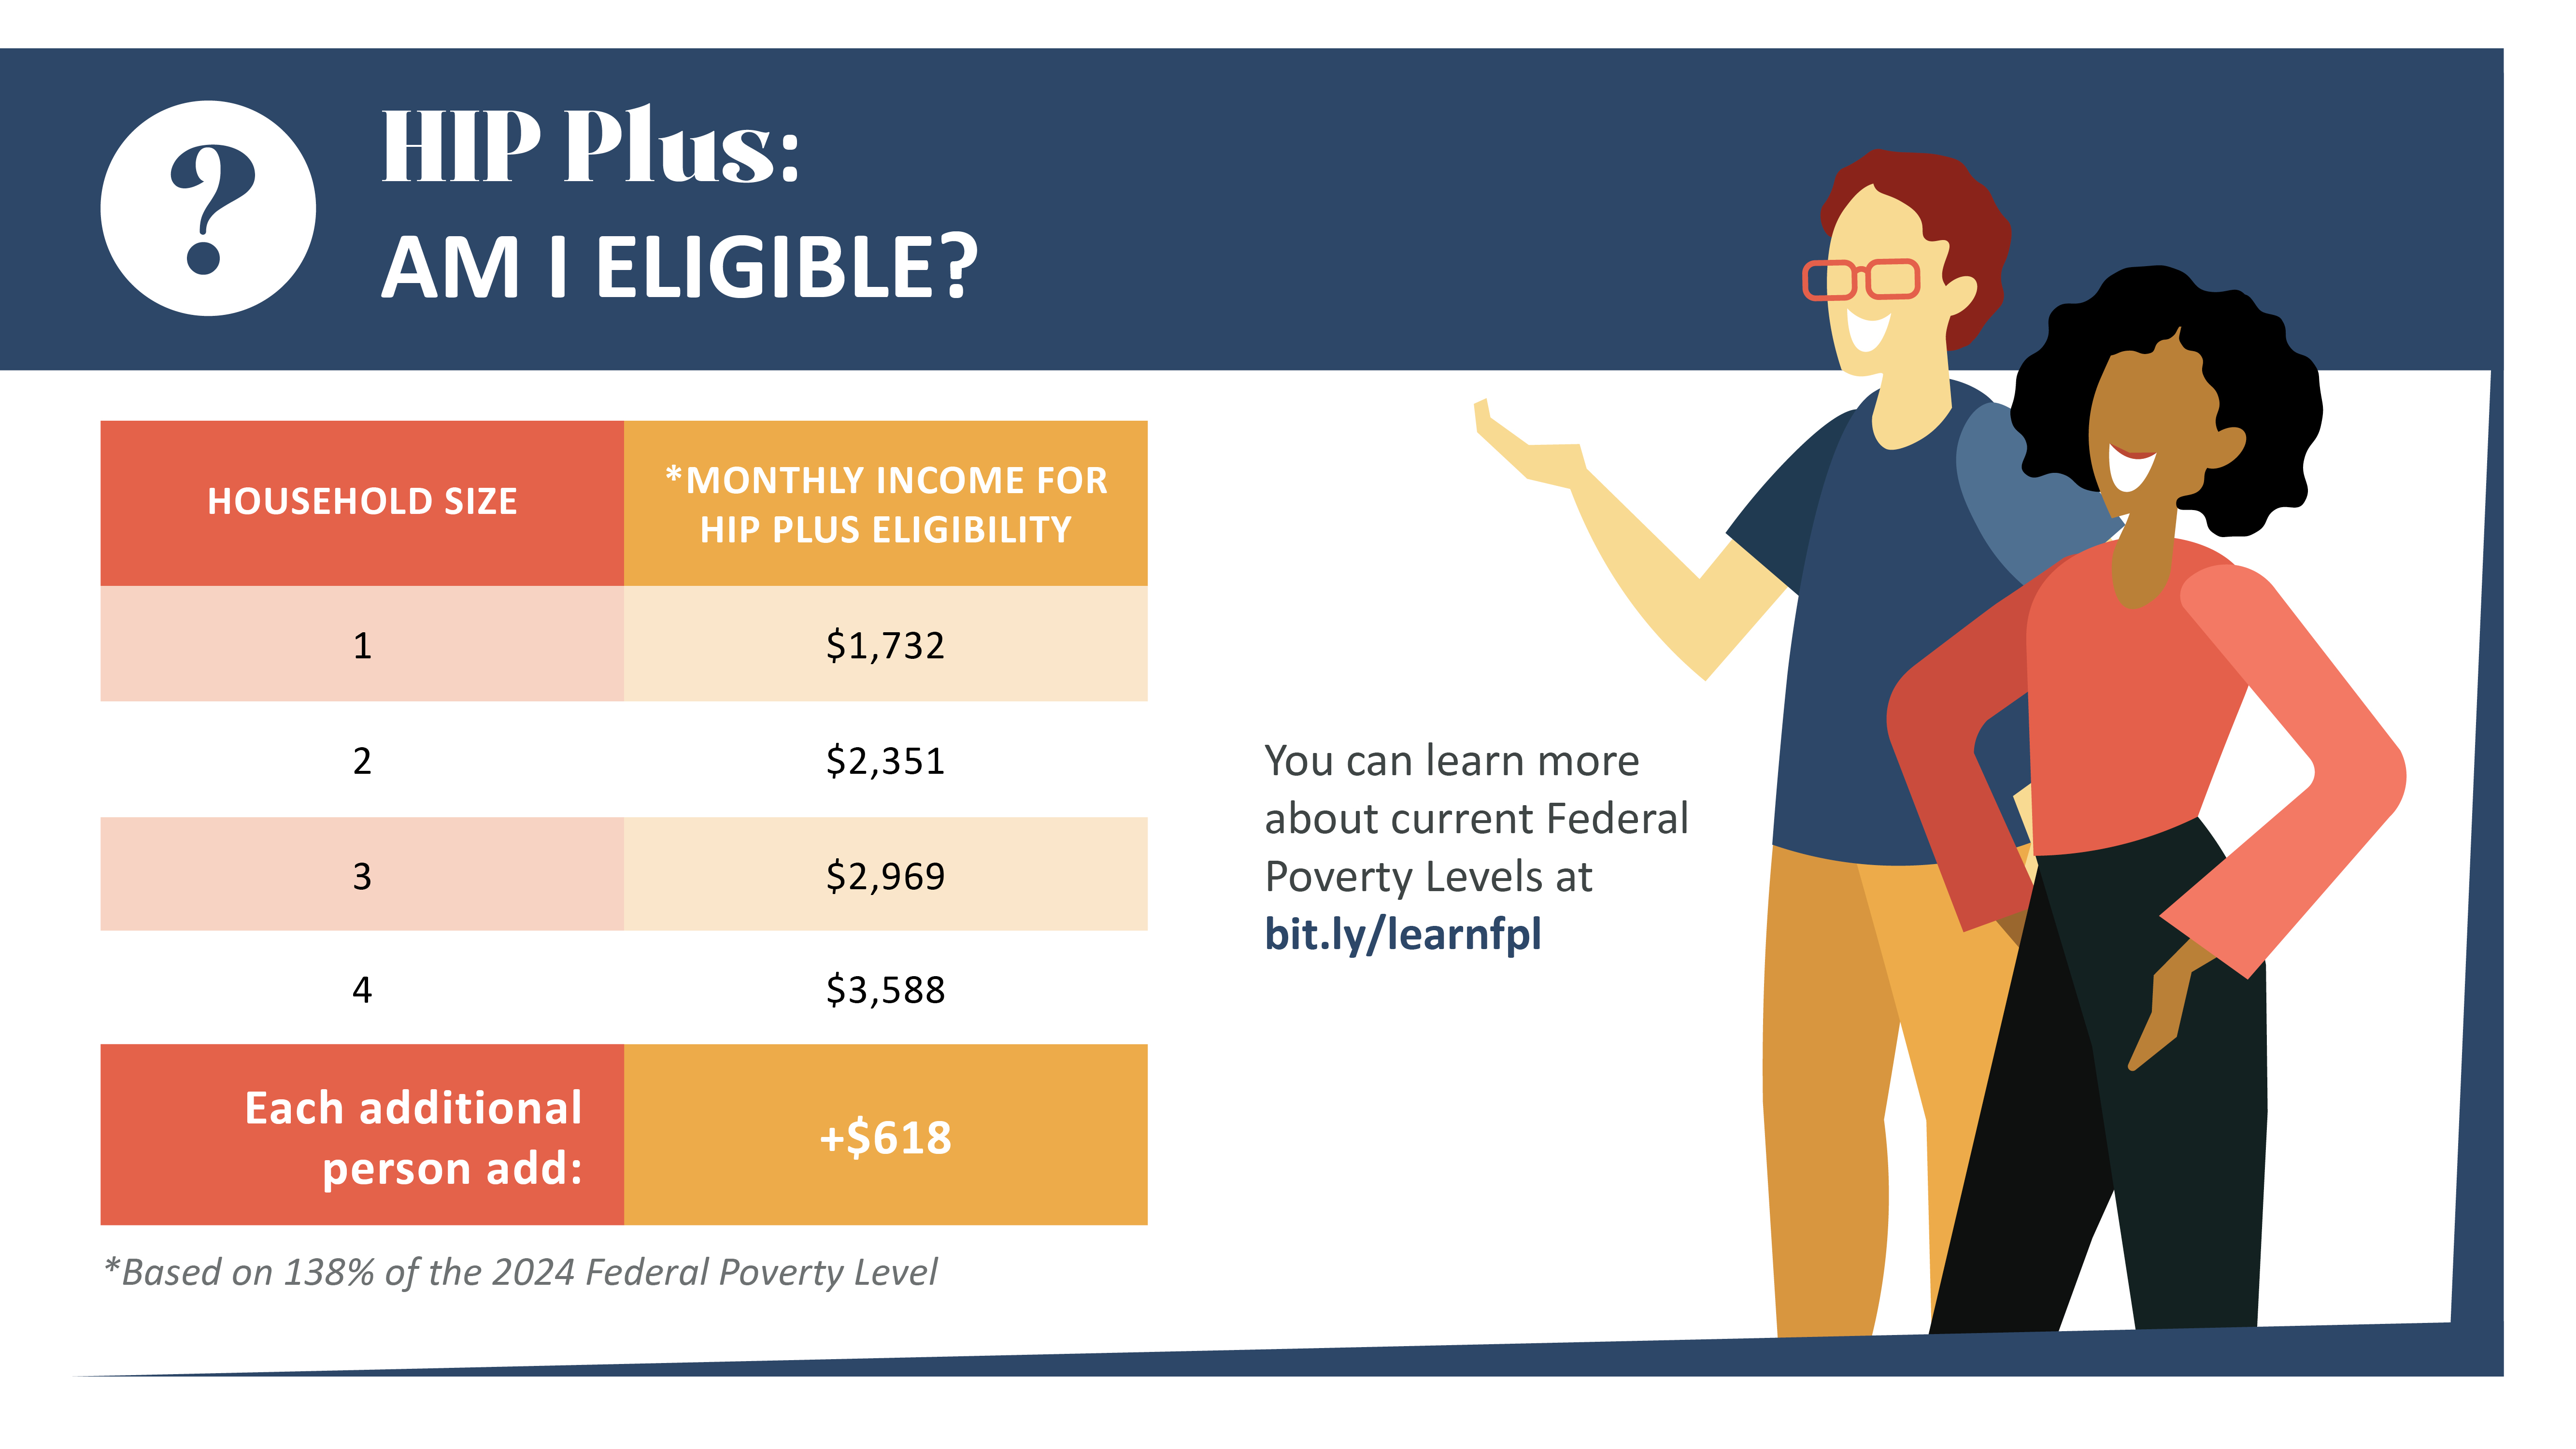 ?
HIP Plus:
AM I ELIGIBLE?
HOUSEHOLD SIZE
*MONTHLY INCOME FOR
HIP PLUS ELIGIBILITY
1 $1,732
2 $2,351
3 $2,969
4 $3,588
Each additional
person add:
+$618
*Based on 138% of the 2024 Federal Poverty Level
You can learn more
about current Federal
Poverty Levels at
bit.ly/learnfpl